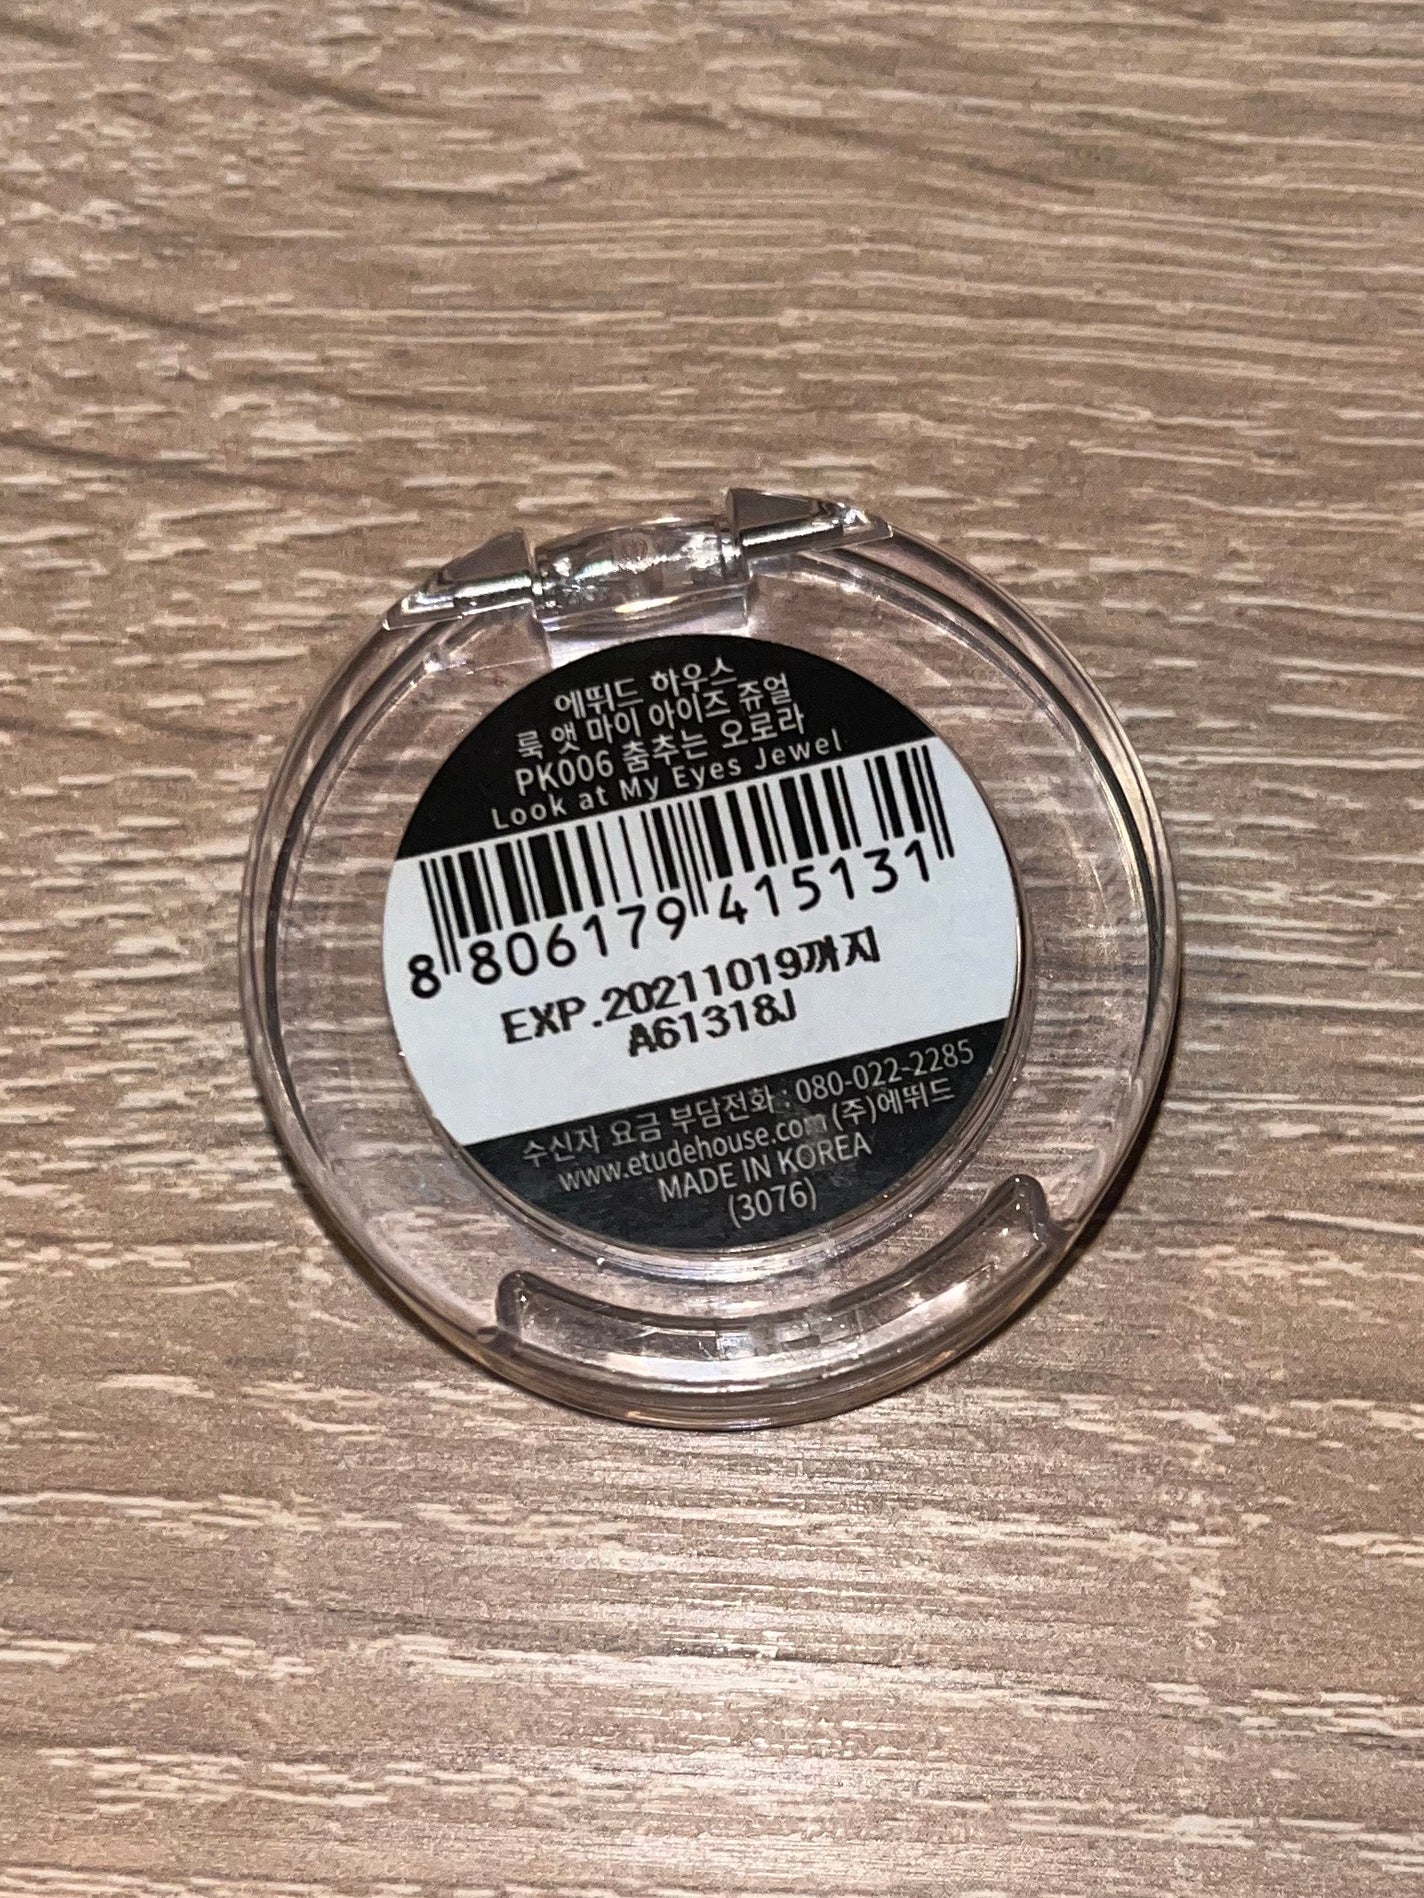 에뛰드 하우스
룩 앳 마이 아이즈 쥬얼
PK006 춤추는 오로라
Look at My Eyes Jewel
8 806179 415131
EXP.20211019까지
A61318J
수신자 요금 부담전화 : 080-022-2285
www.etudehouse.com (주)에뛰드
MADE IN KOREA
(3076)